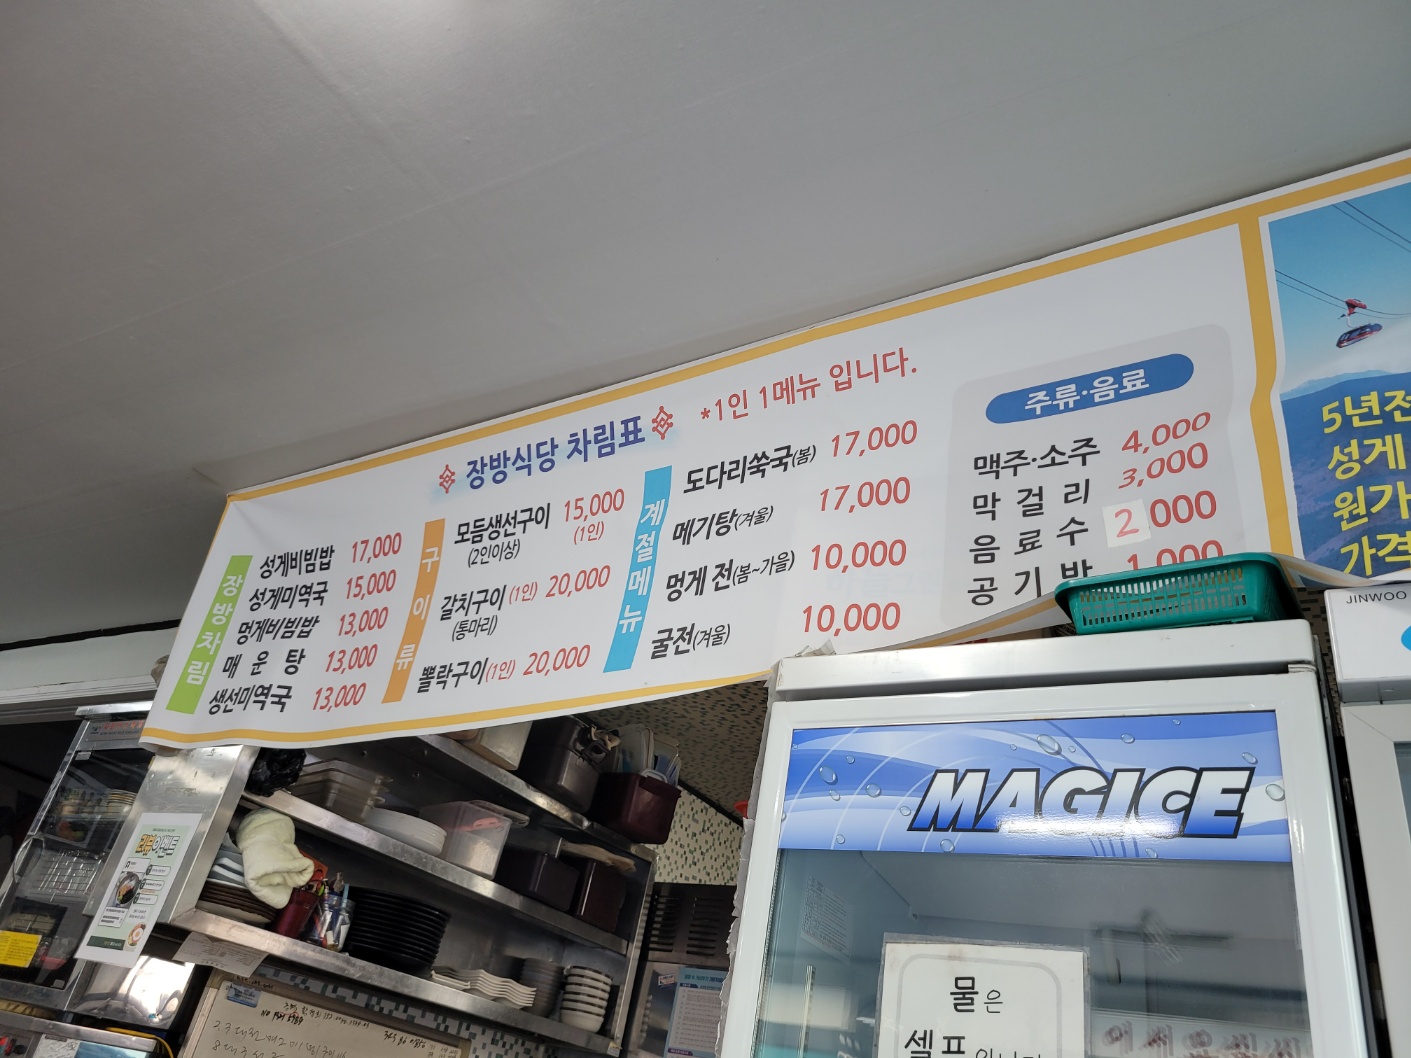 장방식당 차림표
*1인 1메뉴 입니다.
장방차림
성게비빔밥 17,000
성게미역국 15,000
멍게비빔밥 13,000
매운탕 13,000
생선미역국 13,000
구이류
모듬생선구이 15,000
(2인이상) (1인)
갈치구이(1인) 20,000
(통마리)
뽈락구이(1인) 20,000
계절메뉴
도다리쑥국(봄) 17,000
메기탕(겨울) 17,000
멍게 전(봄~가을) 10,000
굴전(겨울) 10,000
주류·음료
맥주·소주 4,000
막걸리 3,000
음료수 2,000
공기밥 1,000
5년전
성게
원가
가격
JINWOO
MAGICE
물은
셀프입니다